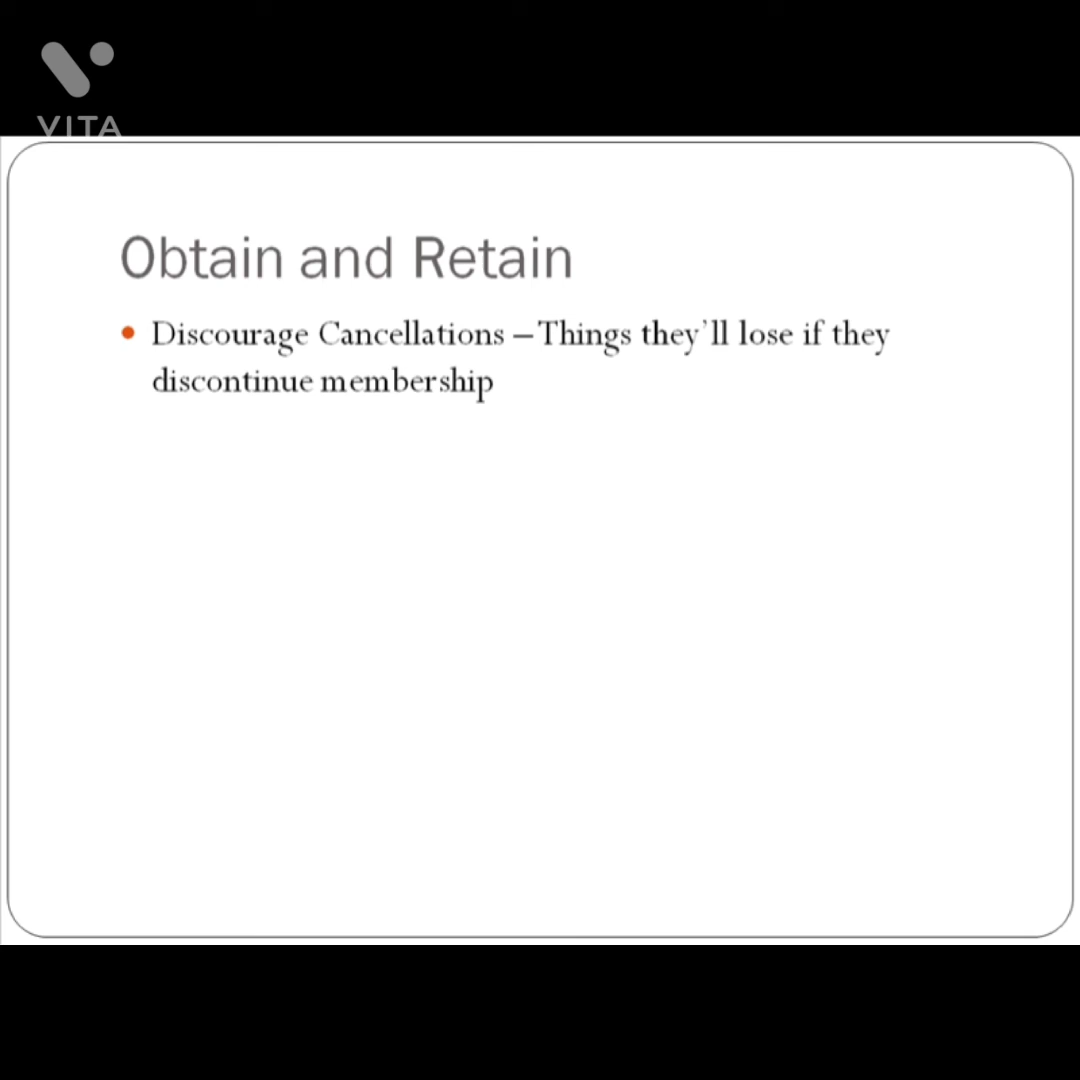 VITA
Obtain and Retain
Discourage Cancellations – Things they'll lose if they
discontinue membership